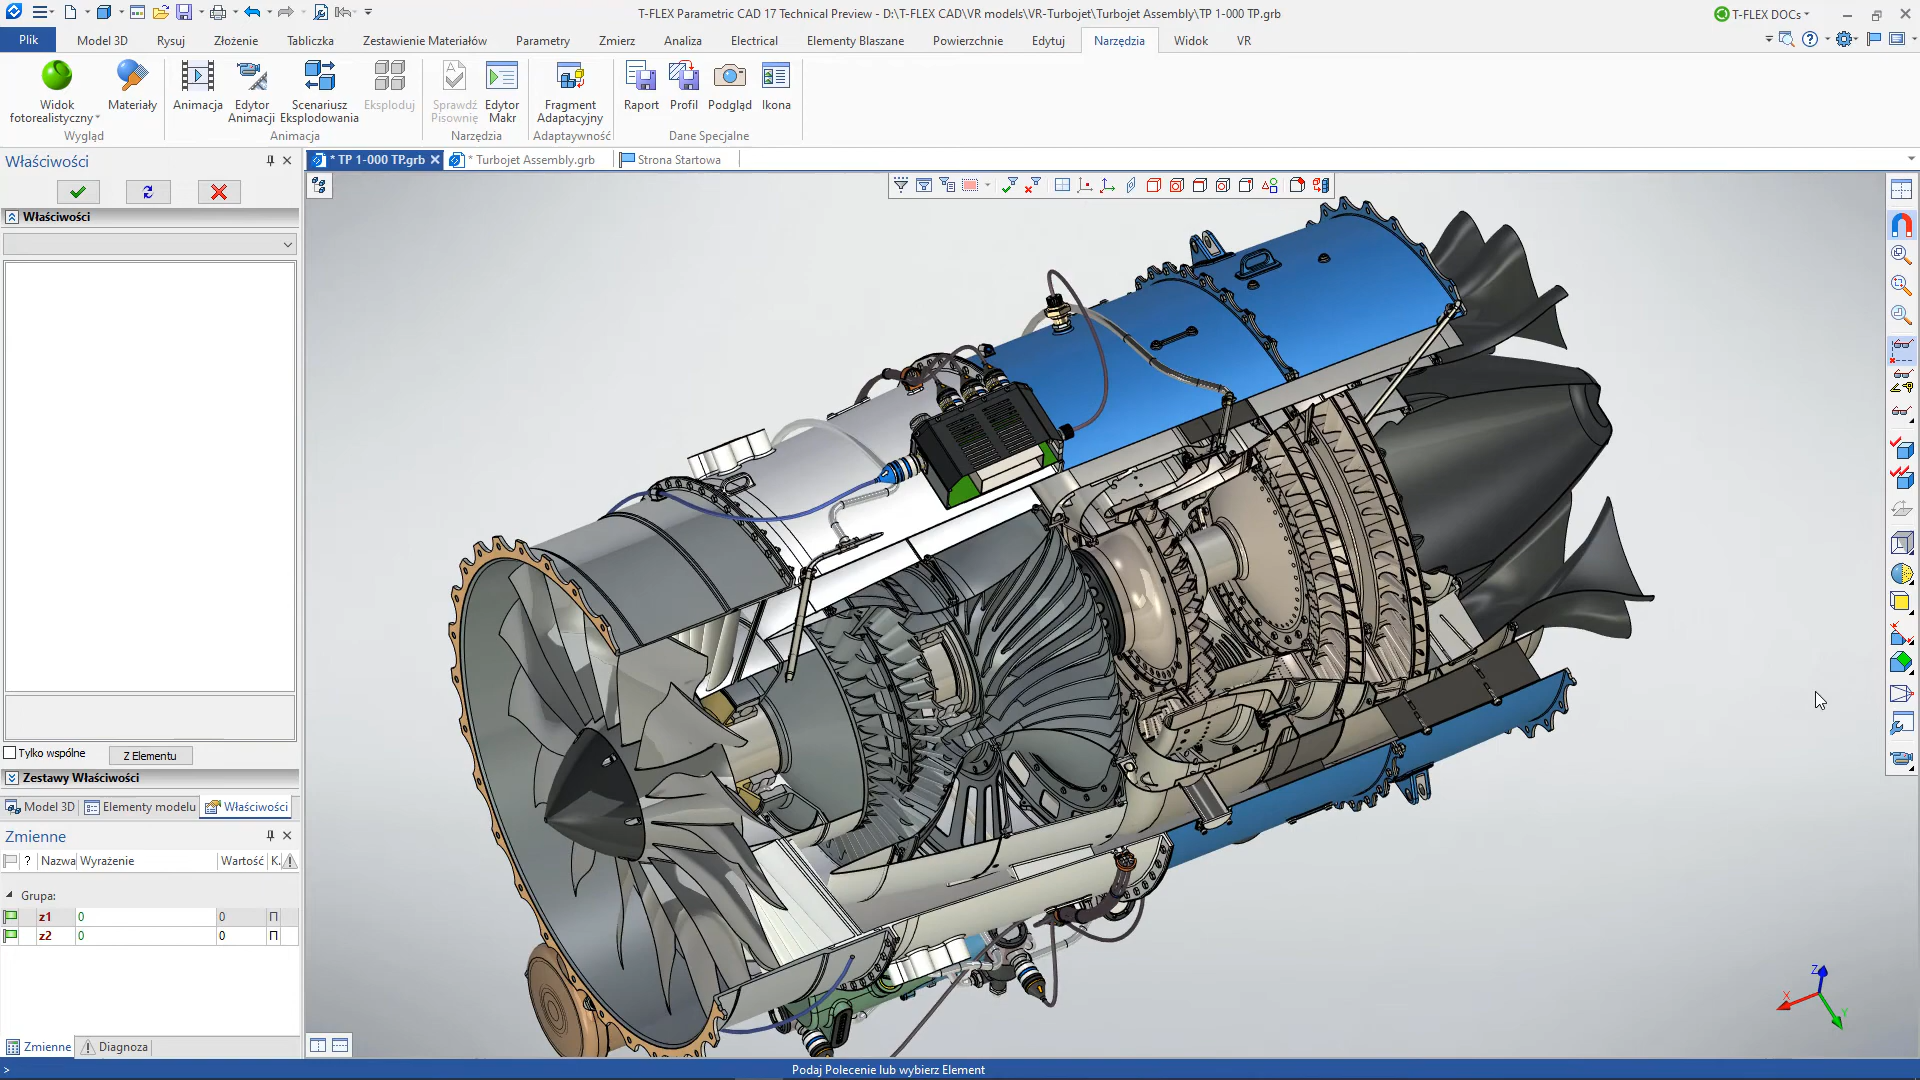 T-FLEX Parametric CAD 17 Technical Preview - D:\T-FLEX CAD\VR models\VR-Turbojet\Turbojet Assembly\TP 1-000 TP.grb
T-FLEX DOCs
Plik Model 3D Rysuj Złożenie Tabliczka Zestawienie Materiałów Parametry Zmierz Analiza Electrical Elementy Blaszane Powierzchnie Edytuj Narzędzia Widok VR
Widok fotorealistyczny
Materiały
Wygląd
Animacja
Edytor Animacji
Scenariusz Eksplodowania
Eksploduj
Animacja
Sprawdź Pisownię
Edytor Makr
Narzędzia
Fragment Adaptacyjny
Adaptacywność
Raport
Profil
Podgląd
Ikona
Dane Specjalne
Właściwości
* TP 1-000 TP.grb
* Turbojet Assembly.grb
Strona Startowa
Właściwości
Tylko wspólne
Z Elementu
Zestawy Właściwości
Model 3D
Elementy modelu
Właściwości
Zmienne
? Nazwa Wyrażenie Wartość K.
Grupa:
z1 0 0 П
z2 0 0 П
Zmienne
Diagnoza
X
Y
Z
> Podaj Polecenie lub wybierz Element